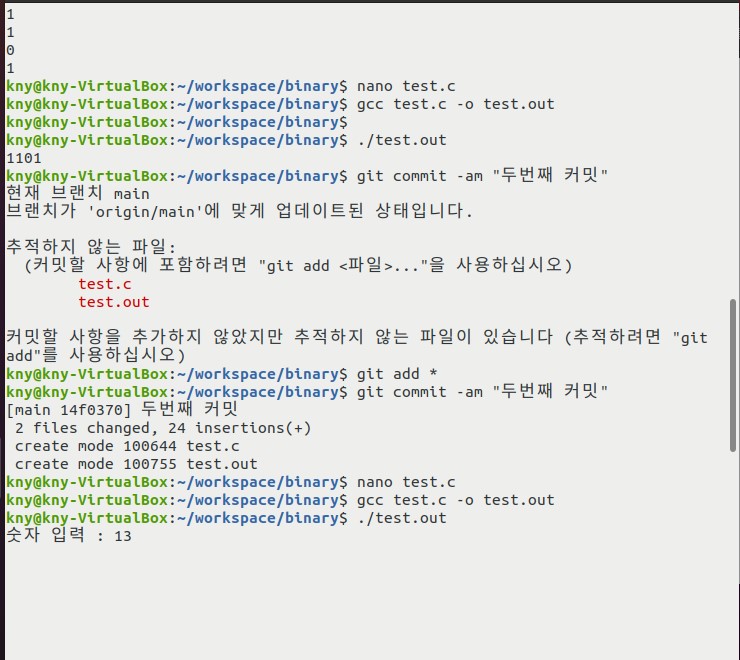 1
1
0
1
kny@kny-VirtualBox:~/workspace/binary$ nano test.c
kny@kny-VirtualBox:~/workspace/binary$ gcc test.c -o test.out
kny@kny-VirtualBox:~/workspace/binary$
kny@kny-VirtualBox:~/workspace/binary$ ./test.out
1101
kny@kny-VirtualBox:~/workspace/binary$ git commit -am "두번째 커밋"
현재 브랜치 main
브랜치가 'origin/main'에 맞게 업데이트된 상태입니다.
추적하지 않는 파일:
(커밋할 사항에 포함하려면 "git add <파일>..."을 사용하십시오)
test.c
test.out
커밋할 사항을 추가하지 않았지만 추적하지 않는 파일이 있습니다 (추적하려면 "git
add"를 사용하십시오)
kny@kny-VirtualBox:~/workspace/binary$ git add *
kny@kny-VirtualBox:~/workspace/binary$ git commit -am "두번째 커밋"
[main 14f0370] 두번째 커밋
2 files changed, 24 insertions(+)
create mode 100644 test.c
create mode 100755 test.out
kny@kny-VirtualBox:~/workspace/binary$ nano test.c
kny@kny-VirtualBox:~/workspace/binary$ gcc test.c -o test.out
kny@kny-VirtualBox:~/workspace/binary$ ./test.out
숫자 입력 : 13